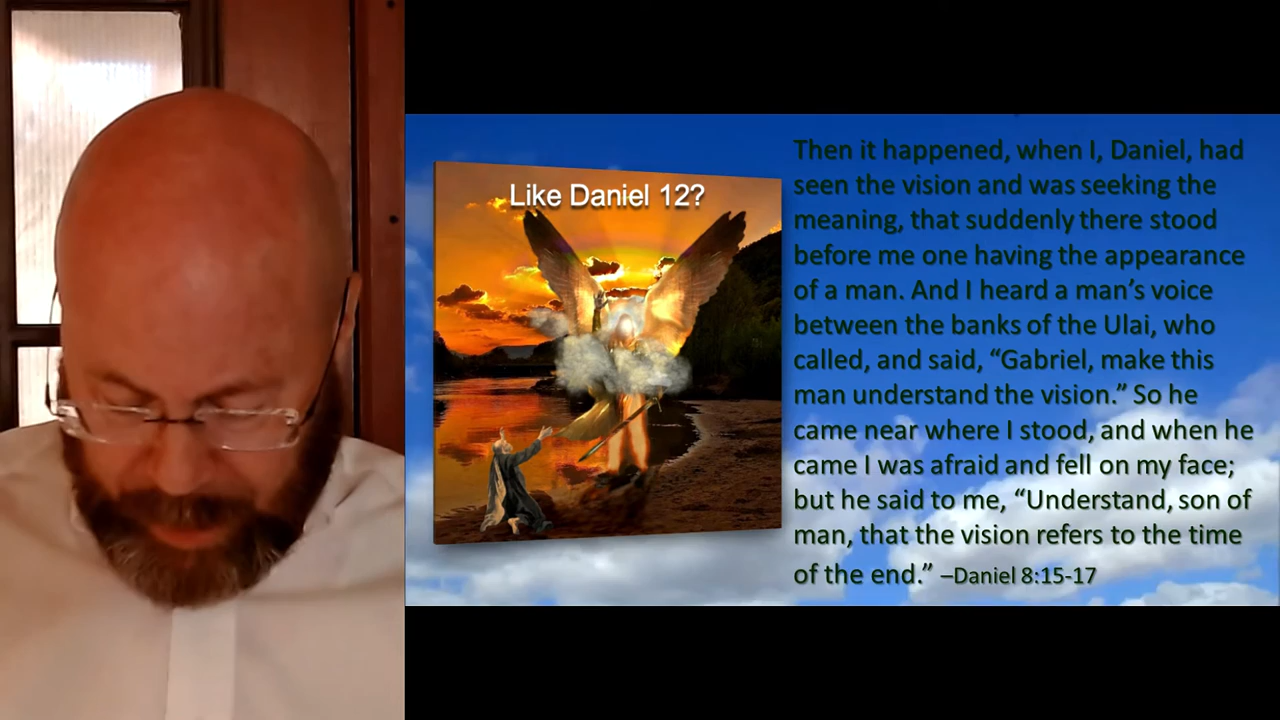 Like Daniel 12?
Then it happened, when I, Daniel, had
seen the vision and was seeking the
meaning, that suddenly there stood
before me one having the appearance
of a man. And I heard a man’s voice
between the banks of the Ulai, who
called, and said, “Gabriel, make this
man understand the vision.” So he
came near where I stood, and when he
came I was afraid and fell on my face;
but he said to me, “Understand, son of
man, that the vision refers to the time
of the end.” –Daniel 8:15-17